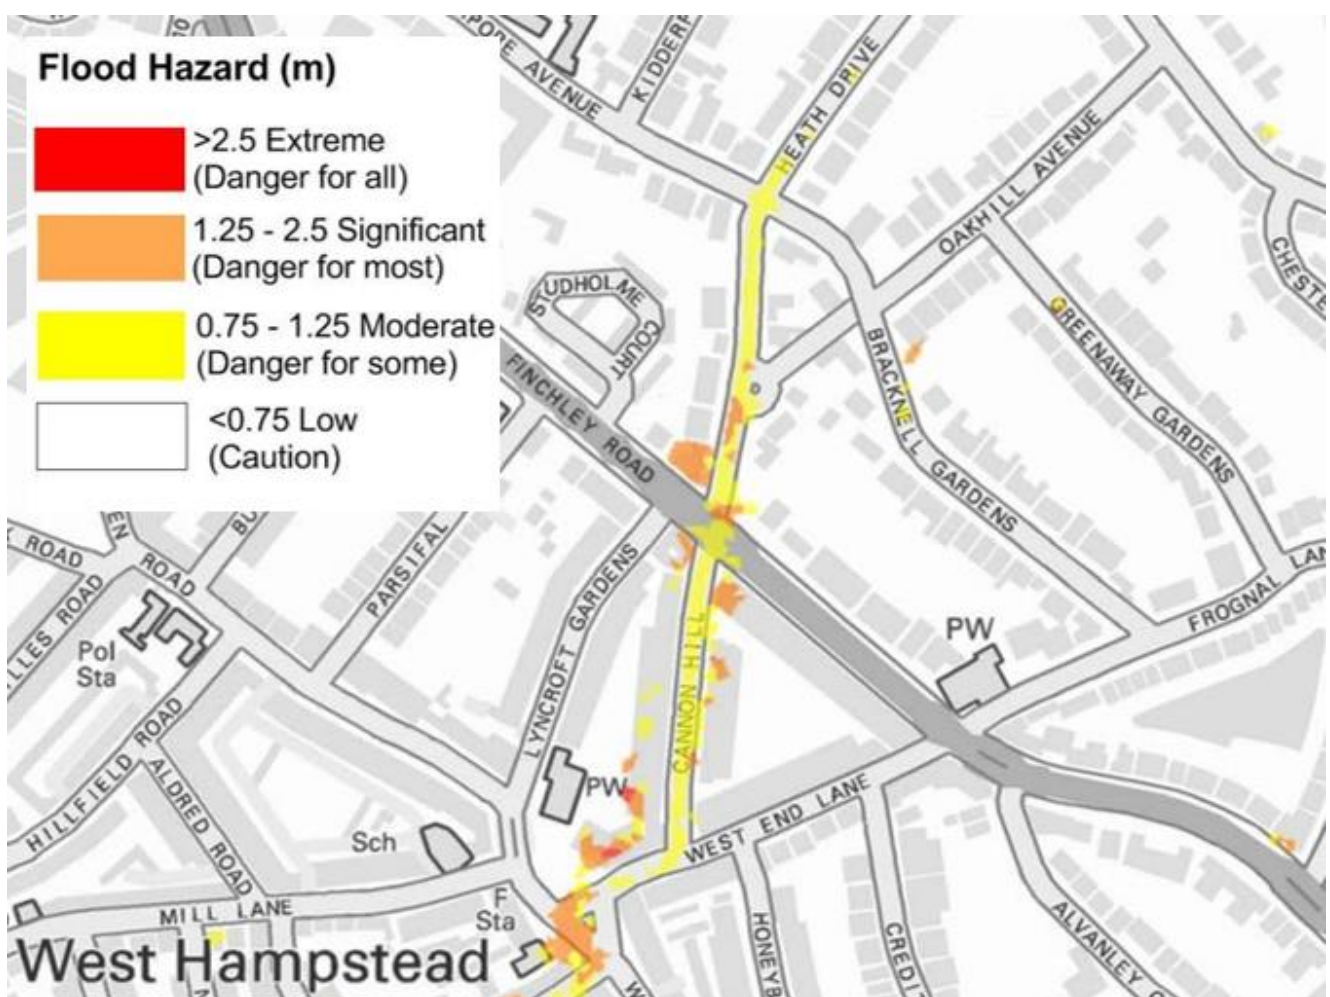 Flood Hazard (m)
>2.5 Extreme
(Danger for all)
1.25 - 2.5 Significant
(Danger for most)
0.75 - 1.25 Moderate
(Danger for some)
<0.75 Low
(Caution)
AVENUE
HEATH DRIVE
OAKHILL AVENUE
STUDHOLME
COURT
FINCHLEY ROAD
BRACKNELL GARDENS
GREENAWAY GARDENS
FROGNAL
PARSIFAL
LYNCROFT GARDENS
CANNON HILL
ROAD
ROAD
PW
Pol
Sta
HILLFIELD ROAD
ALDRED ROAD
PW
WEST END LANE
Sch
F
Sta
MILL LANE
ALVANLEY
West Hampstead